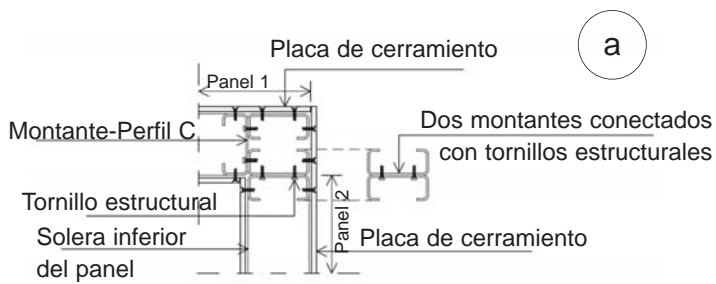 Placa de cerramiento
a
Panel 1
Montante-Perfil C
Dos montantes conectados
con tornillos estructurales
Tornillo estructural
Panel 2
Solera inferior
del panel
Placa de cerramiento